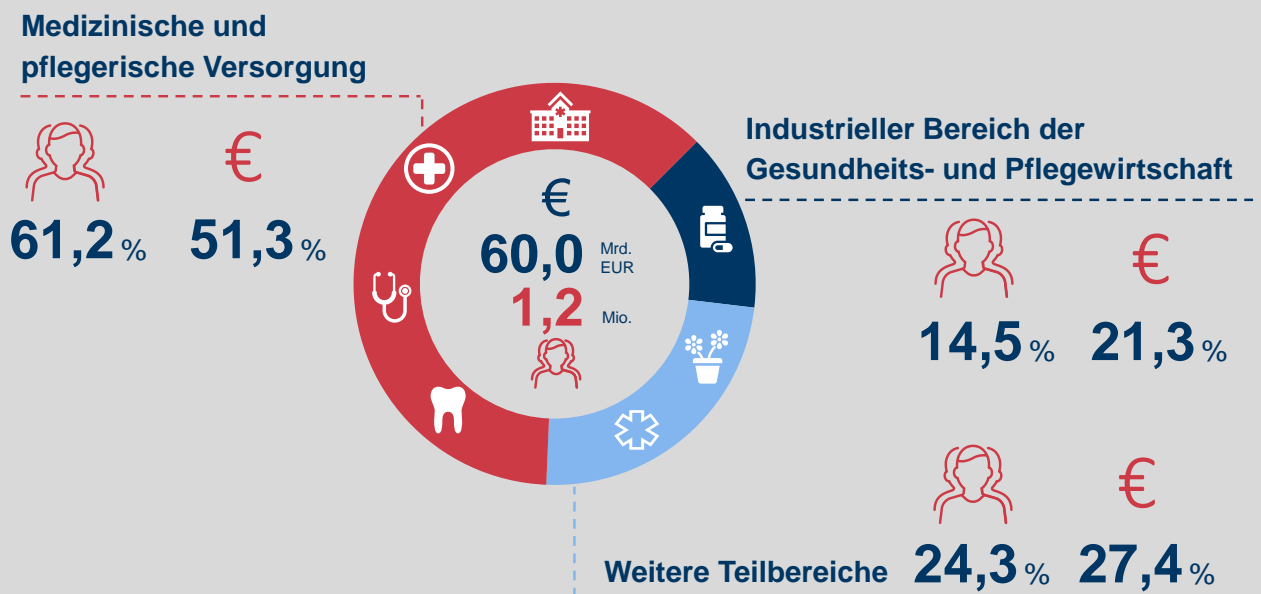 Medizinische und
pflegerische Versorgung
€
61,2 % 51,3 %
€
60,0 Mrd. EUR
1,2 Mio.
Industrieller Bereich der
Gesundheits- und Pflegewirtschaft
€
14,5 % 21,3 %
€
Weitere Teilbereiche 24,3 % 27,4 %